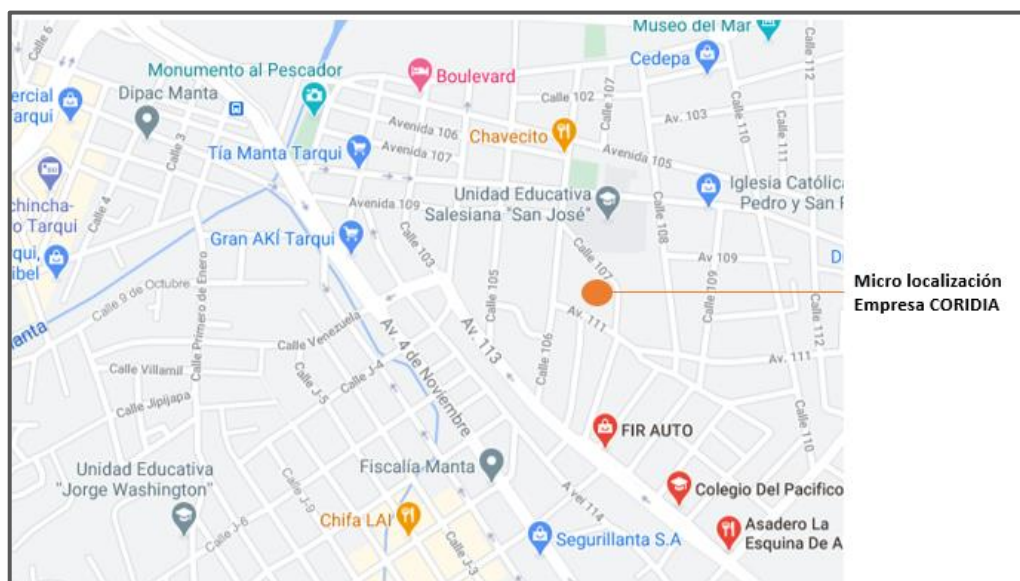 Calle 6
Museo del Mar
Cedepa
Calle 112
Monumento al Pescador
Boulevard
Calle 107
ercial
Tarqui
Dipac Manta
Calle 102
Av. 103
Calle 110
Calle 111
Avenida 106
Chavecito
Calle 3
Tía Manta Tarqui
Avenida 107
Avenida 105
chincha-
o Tarqui
Calle 4
Unidad Educativa
Salesiana "San José"
Iglesia Católica
Pedro y San F
Avenida 109
Calle 108
Gran AKÍ Tarqui
Calle 103
qui,
ibel
Av 109
D
Calle 107
Calle 109
Calle 105
Calle 9 de Octubre
Calle Primero de Enero
Micro localización
Empresa CORIDIA
Manta
Calle Venezuela
Av. 4 de Noviembre
Av. 113
Av. 111
Calle 106
Calle 112
Av. 111
Calle Villamil
Calle J-4
Calle J-5
Calle Jipijapa
Calle 110
FIR AUTO
Unidad Educativa
"Jorge Washington"
Fiscalía Manta
Calle J-9
Colegio Del Pacifico
A vei 114
Calle J-6
Chifa LAI
Calle J-3
Segurillanta S.A
Asadero La
Esquina De A